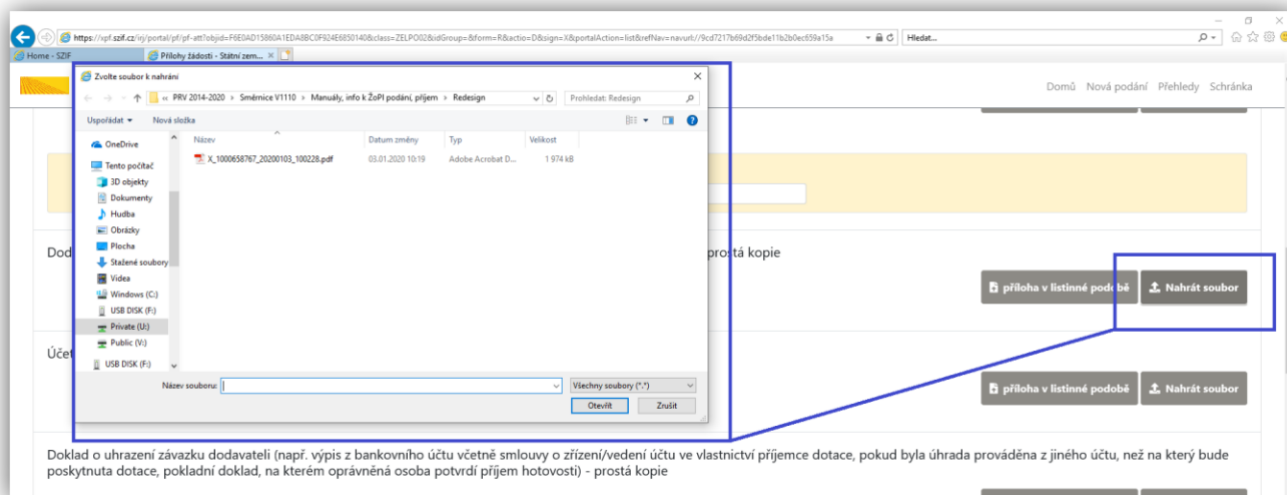 https://vpf.szif.cz/irj/portal/pf/pf-att?objid=F6E0AD15860A1EDA8BC0F924E6850140&class=ZELPO02&idGroup=&form=R&actio=D&sign=X&portalAction=list&refNav=navurl://9cd7217b69d2f5bde11b2b0ec659a15a
Hledat...
Home - SZIF
Přílohy žádosti - Státní zem...
Domů Nová podání Přehledy Schránka
Zvolte soubor k nahrání
« PRV 2014-2020 > Směrnice V1110 > Manuály, info k ŽoPl podání, příjem > Redesign
Prohledat: Redesign
Uspořádat Nová složka
Název Datum změny Typ Velikost
X_1000658767_20200103_100228.pdf 03.01.2020 10:19 Adobe Acrobat D... 1 974 kB
OneDrive
Tento počítač
3D objekty
Dokumenty
Hudba
Obrázky
Plocha
Stažené soubory
Videa
Windows (C:)
USB DISK (F:)
Private (U:)
Public (V:)
USB DISK (F:)
Název souboru:
Všechny soubory (*.*)
Otevřít Zrušit
Dod
prostá kopie
příloha v listinné podobě Nahrát soubor
Účet
příloha v listinné podobě Nahrát soubor
Doklad o uhrazení závazku dodavateli (např. výpis z bankovního účtu včetně smlouvy o zřízení/vedení účtu ve vlastnictví příjemce dotace, pokud byla úhrada prováděna z jiného účtu, než na který bude
poskytnuta dotace, pokladní doklad, na kterém oprávněná osoba potvrdí příjem hotovosti) - prostá kopie